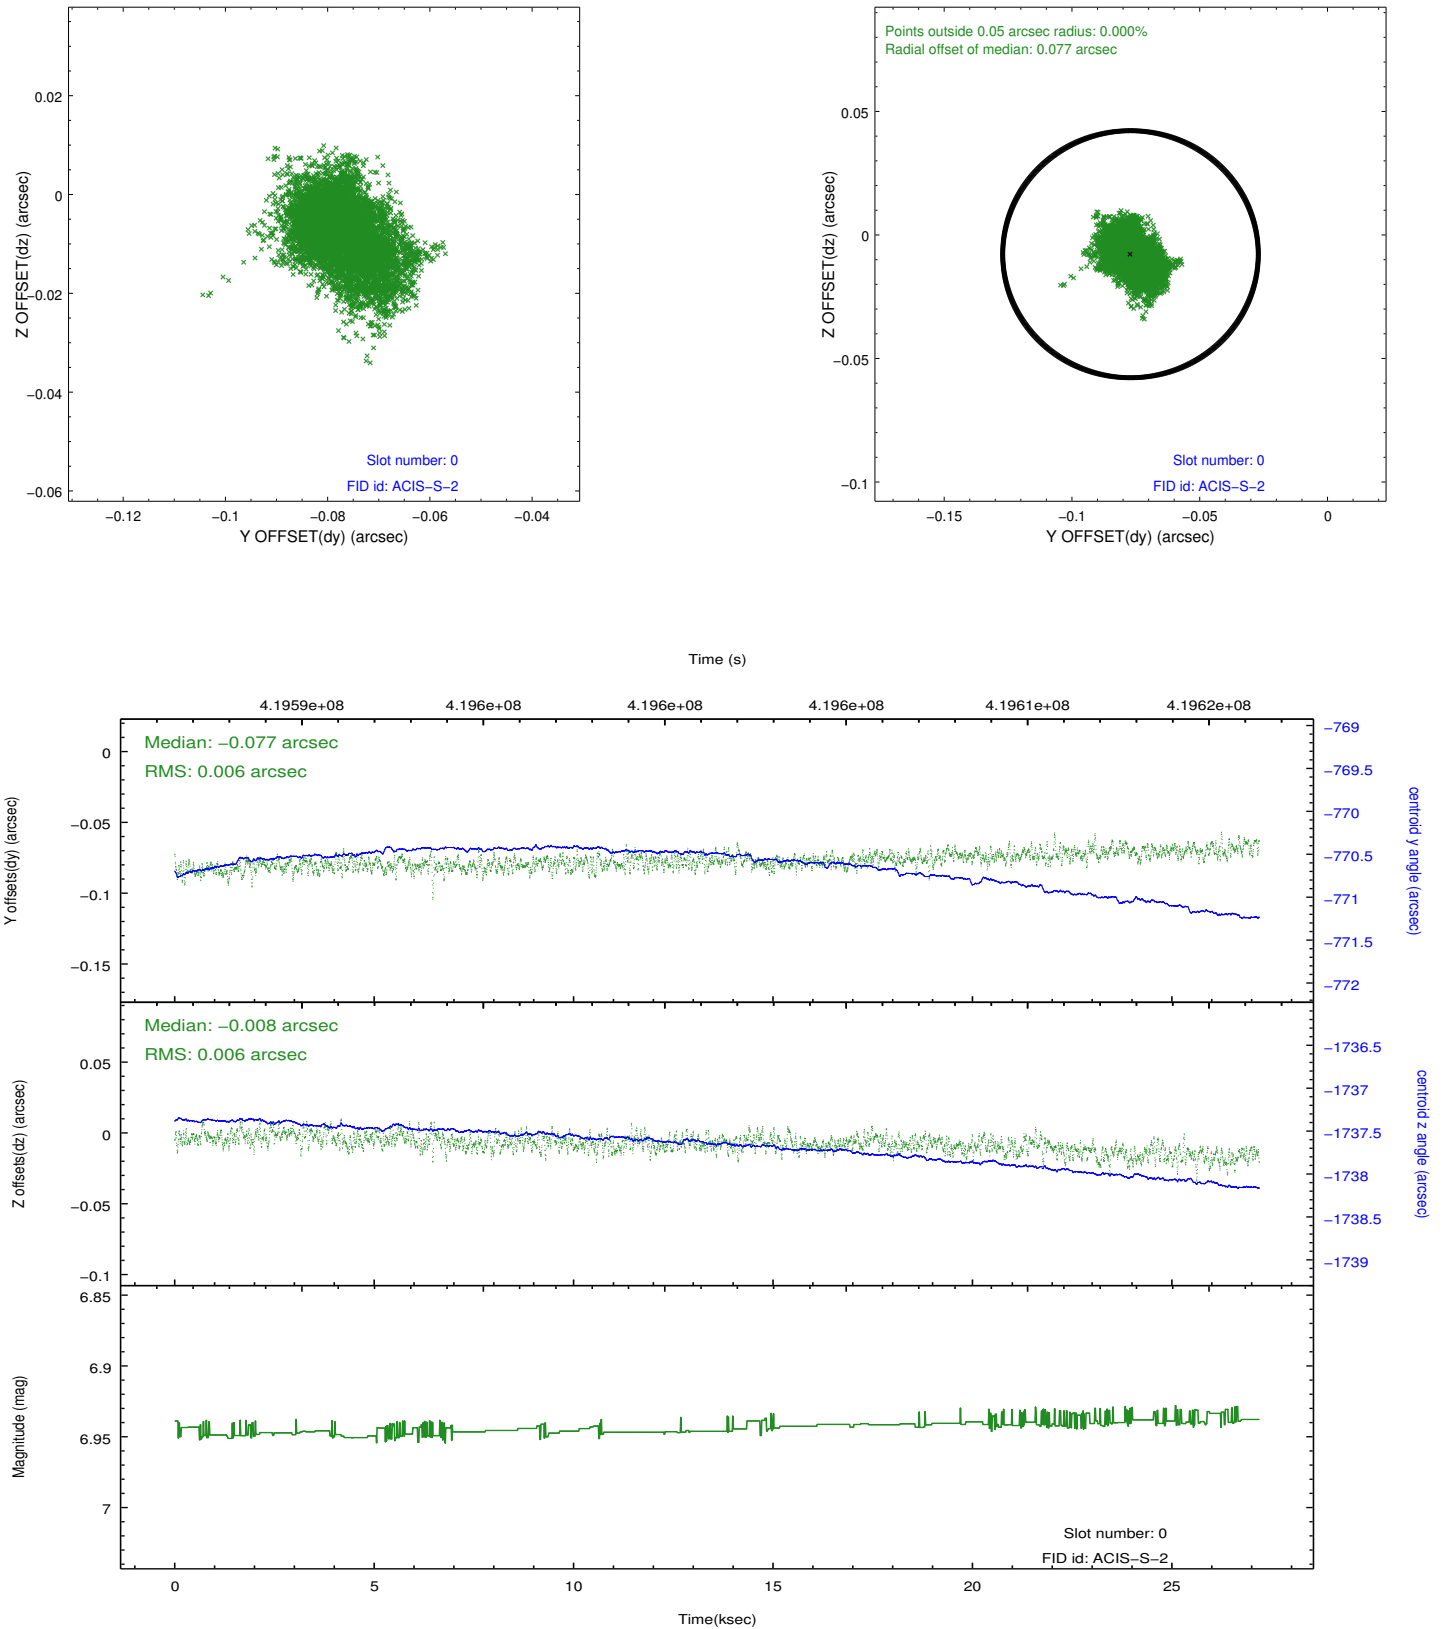 0.02
0
−0.02
−0.04
−0.06
Z OFFSET(dz) (arcsec)
Slot number: 0
FID id: ACIS−S−2
−0.12
−0.1
−0.08
−0.06
−0.04
Y OFFSET(dy) (arcsec)
Points outside 0.05 arcsec radius: 0.000%
Radial offset of median: 0.077 arcsec
0.05
0
−0.05
−0.1
Z OFFSET(dz) (arcsec)
Slot number: 0
FID id: ACIS−S−2
−0.15
−0.1
−0.05
0
Y OFFSET(dy) (arcsec)
Time (s)
4.1959e+08
4.196e+08
4.196e+08
4.196e+08
4.1961e+08
4.1962e+08
Median: −0.077 arcsec
RMS: 0.006 arcsec
0
−0.05
−0.1
−0.15
Y offsets(dy) (arcsec)
−769
−769.5
−770
−770.5
−771
−771.5
−772
centroid y angle (arcsec)
Median: −0.008 arcsec
RMS: 0.006 arcsec
0.05
0
−0.05
−0.1
Z offsets(dz) (arcsec)
−1736.5
−1737
−1737.5
−1738
−1738.5
−1739
centroid z angle (arcsec)
6.85
6.9
6.95
7
Magnitude (mag)
Slot number: 0
FID id: ACIS−S−2
0
5
10
15
20
25
Time(ksec)